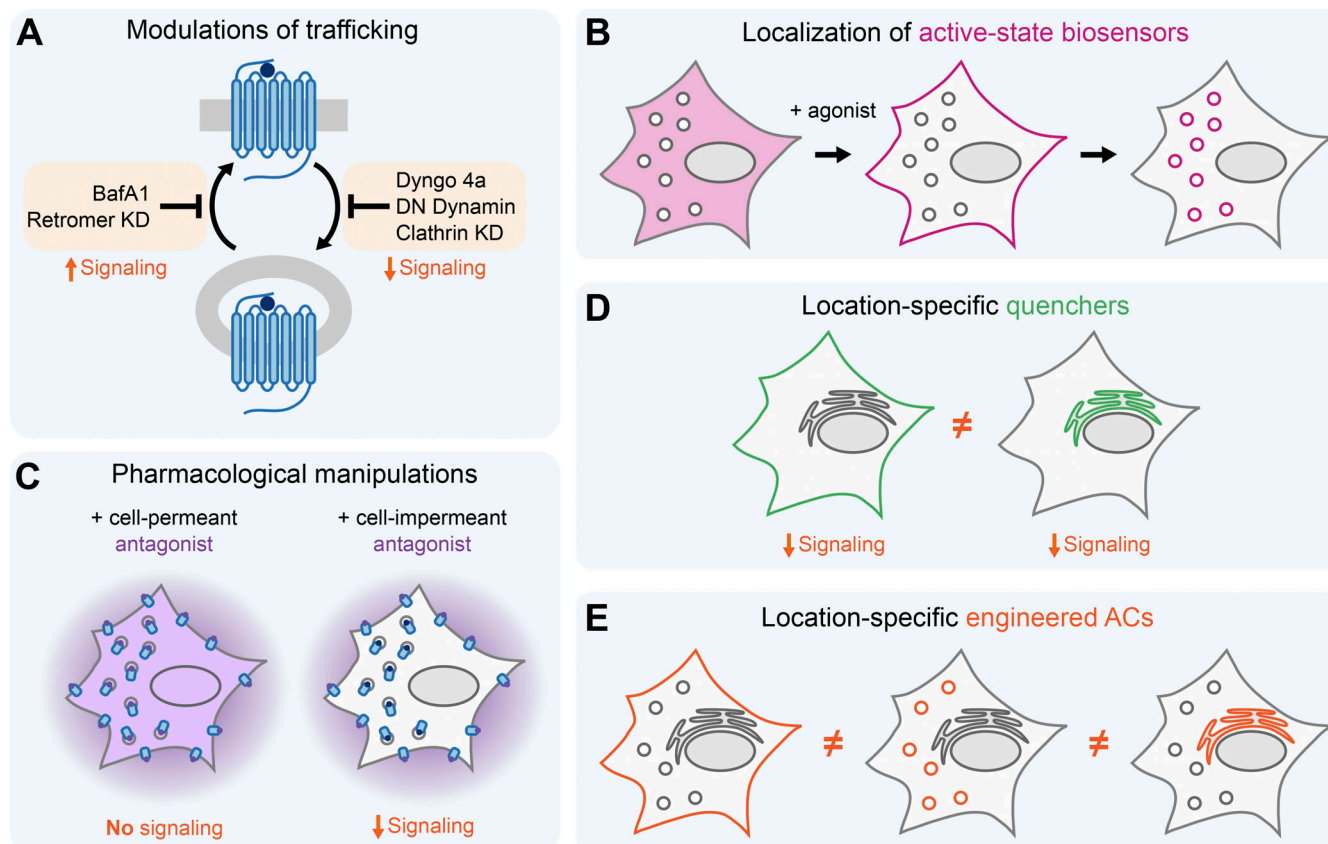 A
Modulations of trafficking
BafA1
Retromer KD
↑ Signaling
Dyngo 4a
DN Dynamin
Clathrin KD
↓ Signaling
B
Localization of active-state biosensors
+ agonist
C
Pharmacological manipulations
+ cell-permeant
antagonist
+ cell-impermeant
antagonist
No signaling
↓ Signaling
D
Location-specific quenchers
≠
↓ Signaling
↓ Signaling
E
Location-specific engineered ACs
≠
≠